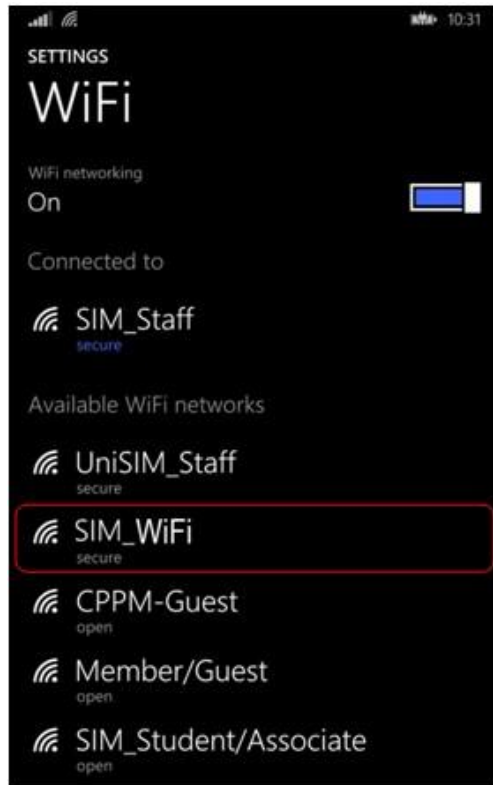 10:31
SETTINGS
WiFi
WiFi networking
On
Connected to
SIM_Staff
secure
Available WiFi networks
UniSIM_Staff
secure
SIM_WiFi
secure
CPPM-Guest
open
Member/Guest
open
SIM_Student/Associate
open